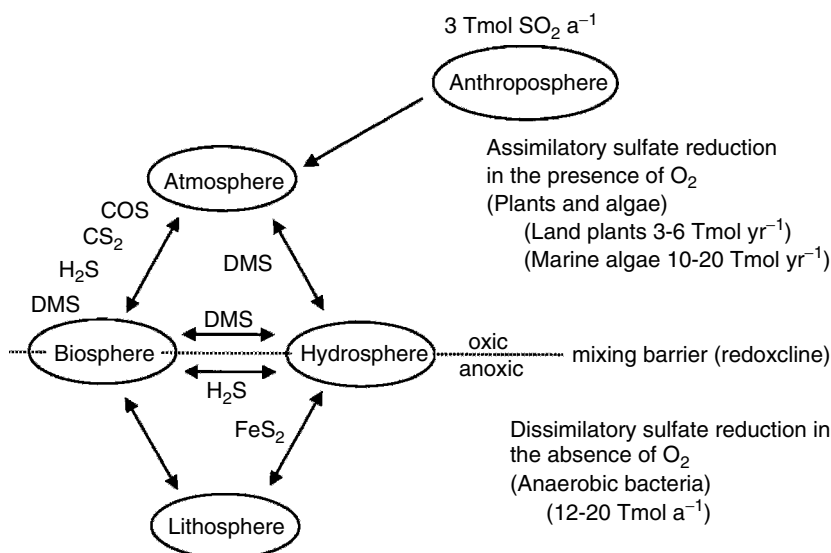 3 Tmol SO₂ a⁻¹
Anthroposphere
Assimilatory sulfate reduction
in the presence of O₂
(Plants and algae)
(Land plants 3-6 Tmol yr⁻¹)
(Marine algae 10-20 Tmol yr⁻¹)
Atmosphere
COS
CS₂
H₂S
DMS
DMS
DMS
Biosphere
Hydrosphere
oxic
anoxic
mixing barrier (redoxcline)
H₂S
FeS₂
Dissimilatory sulfate reduction in
the absence of O₂
(Anaerobic bacteria)
(12-20 Tmol a⁻¹)
Lithosphere